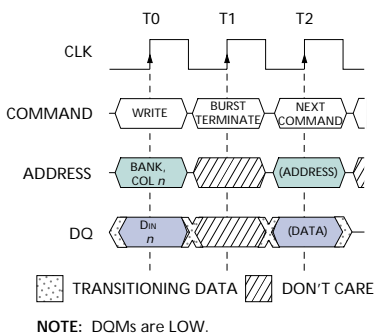 T0 T1 T2
CLK
COMMAND WRITE BURST TERMINATE NEXT COMMAND
ADDRESS BANK, COL n (ADDRESS)
DQ DIN n (DATA)
TRANSITIONING DATA DON'T CARE
NOTE: DQMs are LOW.